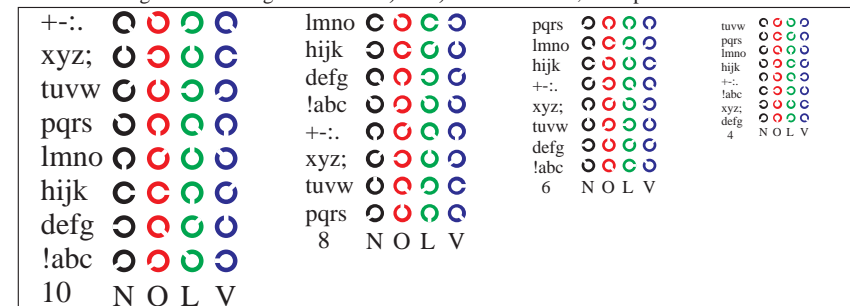 +-:.
xyz;
tuvw
pqrs
lmno
hijk
defg
!abc
10 N O L V
lmno
hijk
defg
!abc
+-:.
xyz;
tuvw
pqrs
8 N O L V
pqrs
lmno
hijk
+-:.
xyz;
tuvw
defg
!abc
6 N O L V
tuvw
pqrs
lmno
hijk
+-:.
!abc
xyz;
defg
4 N O L V